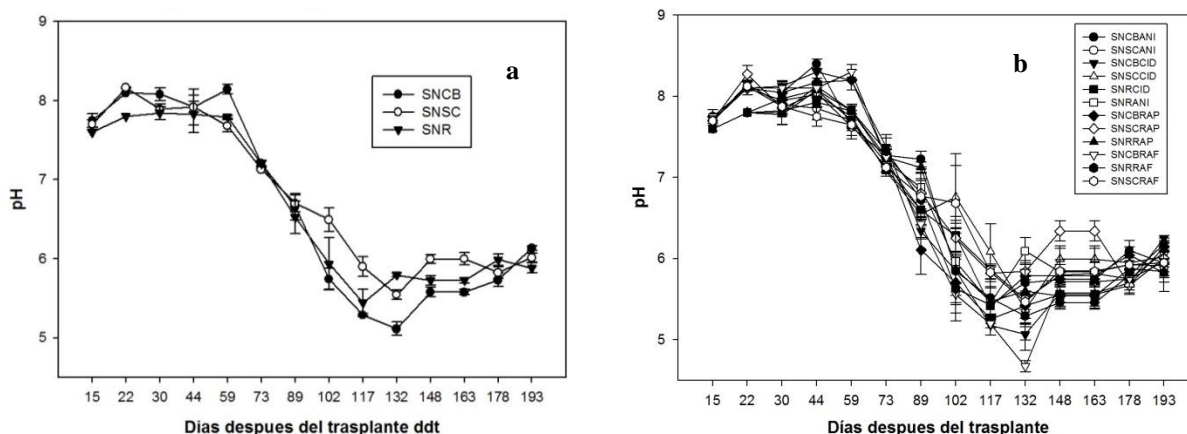 a
SNCB
SNSC
SNR
9
8
7
6
5
pH
15 22 30 44 59 73 89 102 117 132 148 163 178 193
Dias despues del trasplante ddt
b
SNCBANI
SNSCANI
SNCBCID
SNSCCID
SNRCID
SNRANI
SNCBRAP
SNSCRAP
SNRRAP
SNCBRAF
SNRRAF
SNSCRAF
9
8
7
6
5
pH
15 22 30 44 59 73 89 102 117 132 148 163 178 193
Días despues del trasplante